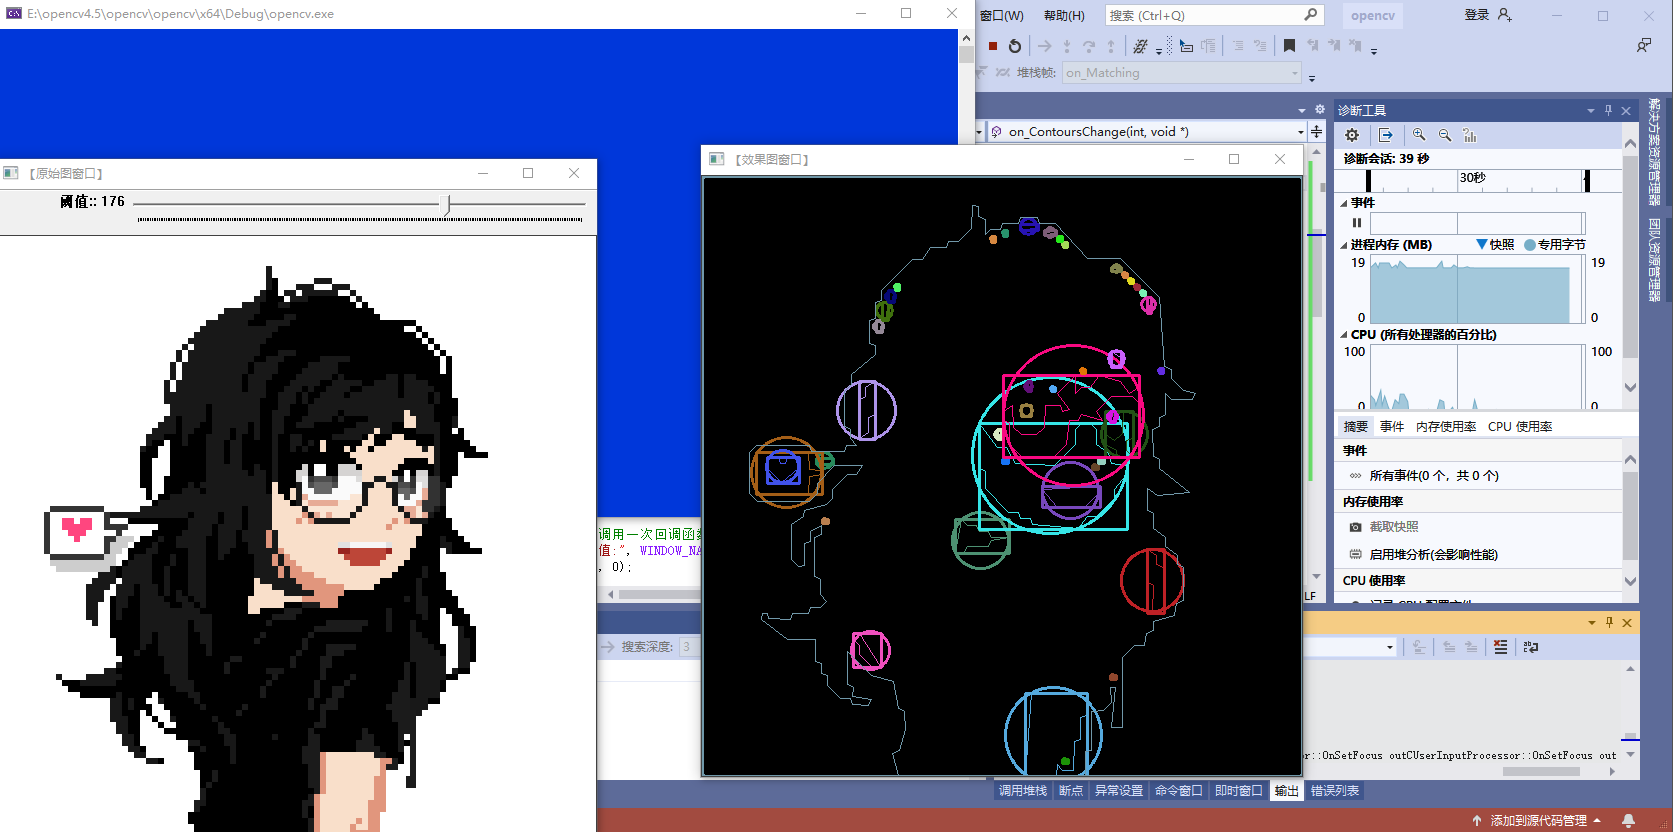 E:\opencv4.5\opencv\opencv\x64\Debug\opencv.exe
窗口(W) 帮助(H) 搜索 (Ctrl+Q) opencv 登录
堆栈帧: on_Matching
on_ContoursChange(int, void *)
【原始图窗口】
阈值:: 176
【效果图窗口】
诊断工具
诊断会话: 39 秒
30秒
事件
进程内存 (MB) 快照 专用字节
19 19
0 0
CPU (所有处理器的百分比)
100 100
0 0
摘要 事件 内存使用率 CPU 使用率
事件
所有事件(0 个，共 0 个)
内存使用率
截取快照
启用堆分析(会影响性能)
CPU 使用率
解决方案资源管理器
团队资源管理器
调用一次回调函数
值:", WINDOW_NA
, 0);
LF
搜索深度: 3
r::OnSetFocus outCUserInputProcessor::OnSetFocus out
调用堆栈 断点 异常设置 命令窗口 即时窗口 输出 错误列表
添加到源代码管理